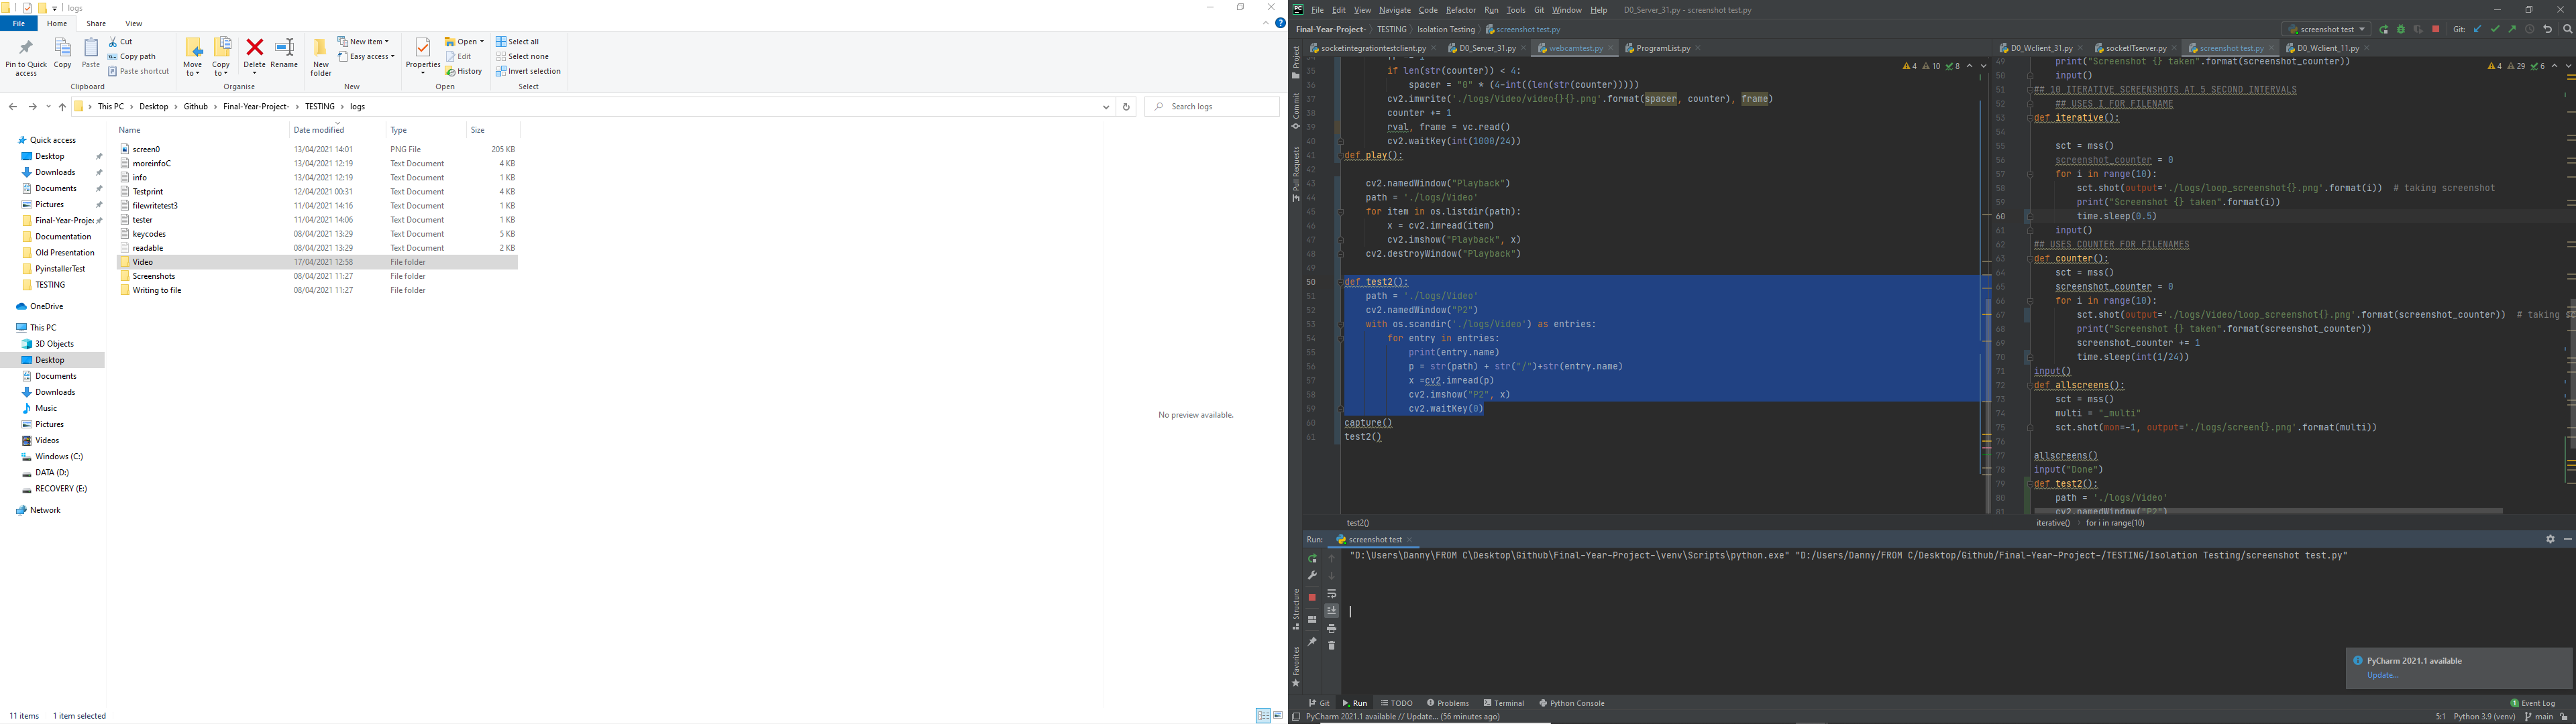 logs
File Home Share View
Pin to Quick access
Copy
Paste
Cut
Copy path
Paste shortcut
Clipboard
Move to
Copy to
Delete
Rename
Organise
New folder
New item
Easy access
New
Properties
Open
Edit
History
Open
Select all
Select none
Invert selection
Select
This PC > Desktop > Github > Final-Year-Project- > TESTING > logs
Search logs
Quick access
Desktop
Downloads
Documents
Pictures
Final-Year-Projec
Documentation
Old Presentation
PyinstallerTest
TESTING
OneDrive
This PC
3D Objects
Desktop
Documents
Downloads
Music
Pictures
Videos
Windows (C:)
DATA (D:)
RECOVERY (E:)
Network
Name Date modified Type Size
screen0 13/04/2021 14:01 PNG File 205 KB
moreinfoC 13/04/2021 12:19 Text Document 4 KB
info 13/04/2021 12:19 Text Document 1 KB
Testprint 12/04/2021 00:31 Text Document 4 KB
filewritetest3 11/04/2021 14:16 Text Document 1 KB
tester 11/04/2021 14:06 Text Document 1 KB
keycodes 08/04/2021 13:29 Text Document 5 KB
readable 08/04/2021 13:29 Text Document 2 KB
Video 17/04/2021 12:58 File folder
Screenshots 08/04/2021 11:27 File folder
Writing to file 08/04/2021 11:27 File folder
No preview available.
11 items 1 item selected
PC File Edit View Navigate Code Refactor Run Tools Git Window Help D0_Server_31.py - screenshot test.py
Final-Year-Project- > TESTING > Isolation Testing > screenshot test.py
screenshot test
Git:
Project
Commit
Pull Requests
Structure
Favorites
socketintegrationtestclient.py D0_Server_31.py webcamtest.py ProgramList.py
4 10 8
35 if len(str(counter)) < 4:
36 spacer = "0" * (4-int((len(str(counter)))))
37 cv2.imwrite('./logs/Video/video{}{}.png'.format(spacer, counter), frame)
38 counter += 1
39 rval, frame = vc.read()
40 cv2.waitKey(int(1000/24))
41 def play():
42
43 cv2.namedWindow("Playback")
44 path = './logs/Video'
45 for item in os.listdir(path):
46 x = cv2.imread(item)
47 cv2.imshow("Playback", x)
48 cv2.destroyWindow("Playback")
49
50 def test2():
51 path = './logs/Video'
52 cv2.namedWindow("P2")
53 with os.scandir('./logs/Video') as entries:
54 for entry in entries:
55 print(entry.name)
56 p = str(path) + str("/")+str(entry.name)
57 x =cv2.imread(p)
58 cv2.imshow("P2", x)
59 cv2.waitKey(0)
60 capture()
61 test2()
test2()
D0_Wclient_31.py socketITserver.py screenshot test.py D0_Wclient_11.py
4 29 6
49 print("Screenshot {} taken".format(screenshot_counter))
50 input()
51 ## 10 ITERATIVE SCREENSHOTS AT 5 SECOND INTERVALS
52 ## USES I FOR FILENAME
53 def iterative():
54
55 sct = mss()
56 screenshot_counter = 0
57 for i in range(10):
58 sct.shot(output='./logs/loop_screenshot{}.png'.format(i)) # taking screenshot
59 print("Screenshot {} taken".format(i))
60 time.sleep(0.5)
61 input()
62 ## USES COUNTER FOR FILENAMES
63 def counter():
64 sct = mss()
65 screenshot_counter = 0
66 for i in range(10):
67 sct.shot(output='./logs/Video/loop_screenshot{}.png'.format(screenshot_counter)) # taking
68 print("Screenshot {} taken".format(screenshot_counter))
69 screenshot_counter += 1
70 time.sleep(int(1/24))
71 input()
72 def allscreens():
73 sct = mss()
74 multi = "_multi"
75 sct.shot(mon=-1, output='./logs/screen{}.png'.format(multi))
76
77 allscreens()
78 input("Done")
79 def test2():
80 path = './logs/Video'
81 cv2.namedWindow("P2")
iterative() > for i in range(10)
Run: screenshot test
"D:\Users\Danny\FROM C\Desktop\Github\Final-Year-Project-\venv\Scripts\python.exe" "D:/Users/Danny/FROM C/Desktop/Github/Final-Year-Project-/TESTING/Isolation Testing/screenshot test.py"
PyCharm 2021.1 available
Update...
Git Run TODO Problems Terminal Python Console 1 Event Log
PyCharm 2021.1 available // Update... (56 minutes ago) 5:1 Python 3.9 (venv) main